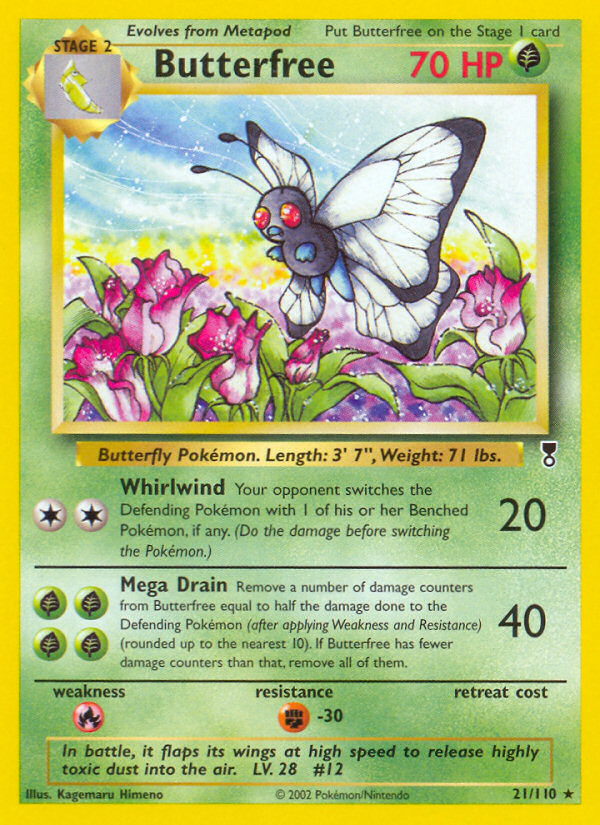 Evolves from Metapod Put Butterfree on the Stage 1 card
STAGE 2
Butterfree 70 HP
Butterfly Pokémon. Length: 3' 7", Weight: 71 lbs.
Whirlwind Your opponent switches the
Defending Pokémon with 1 of his or her Benched
Pokémon, if any. (Do the damage before switching
the Pokémon.)
20
Mega Drain Remove a number of damage counters
from Butterfree equal to half the damage done to the
Defending Pokémon (after applying Weakness and Resistance)
(rounded up to the nearest 10). If Butterfree has fewer
damage counters than that, remove all of them.
40
weakness resistance retreat cost
-30
In battle, it flaps its wings at high speed to release highly
toxic dust into the air. LV. 28 #12
Illus. Kagemaru Himeno © 2002 Pokémon/Nintendo 21/110 ★